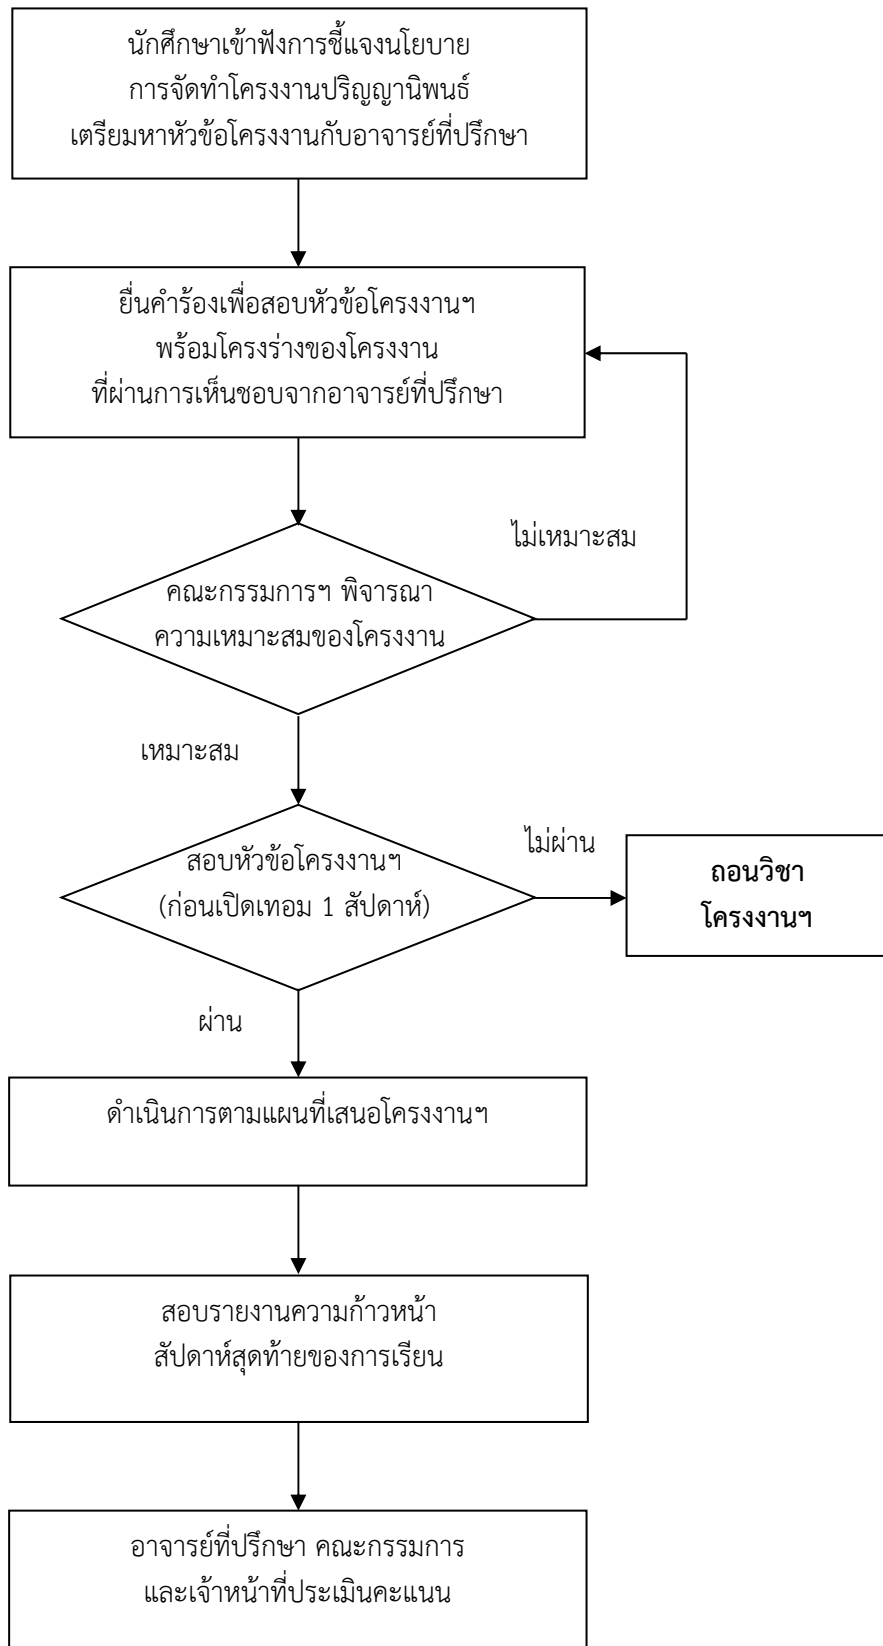 นักศึกษาเข้าฟังการชี้แจงนโยบาย
การจัดทำโครงงานปริญญานิพนธ์
เตรียมหาหัวข้อโครงงานกับอาจารย์ที่ปรึกษา
ยื่นคำร้องเพื่อสอบหัวข้อโครงงานฯ
พร้อมโครงร่างของโครงงาน
ที่ผ่านการเห็นชอบจากอาจารย์ที่ปรึกษา
ไม่เหมาะสม
คณะกรรมการฯ พิจารณา
ความเหมาะสมของโครงงาน
เหมาะสม
สอบหัวข้อโครงงานฯ
(ก่อนเปิดเทอม 1 สัปดาห์)
ไม่ผ่าน
ถอนวิชา
โครงงานฯ
ผ่าน
ดำเนินการตามแผนที่เสนอโครงงานฯ
สอบรายงานความก้าวหน้า
สัปดาห์สุดท้ายของการเรียน
อาจารย์ที่ปรึกษา คณะกรรมการ
และเจ้าหน้าที่ประเมินคะแนน